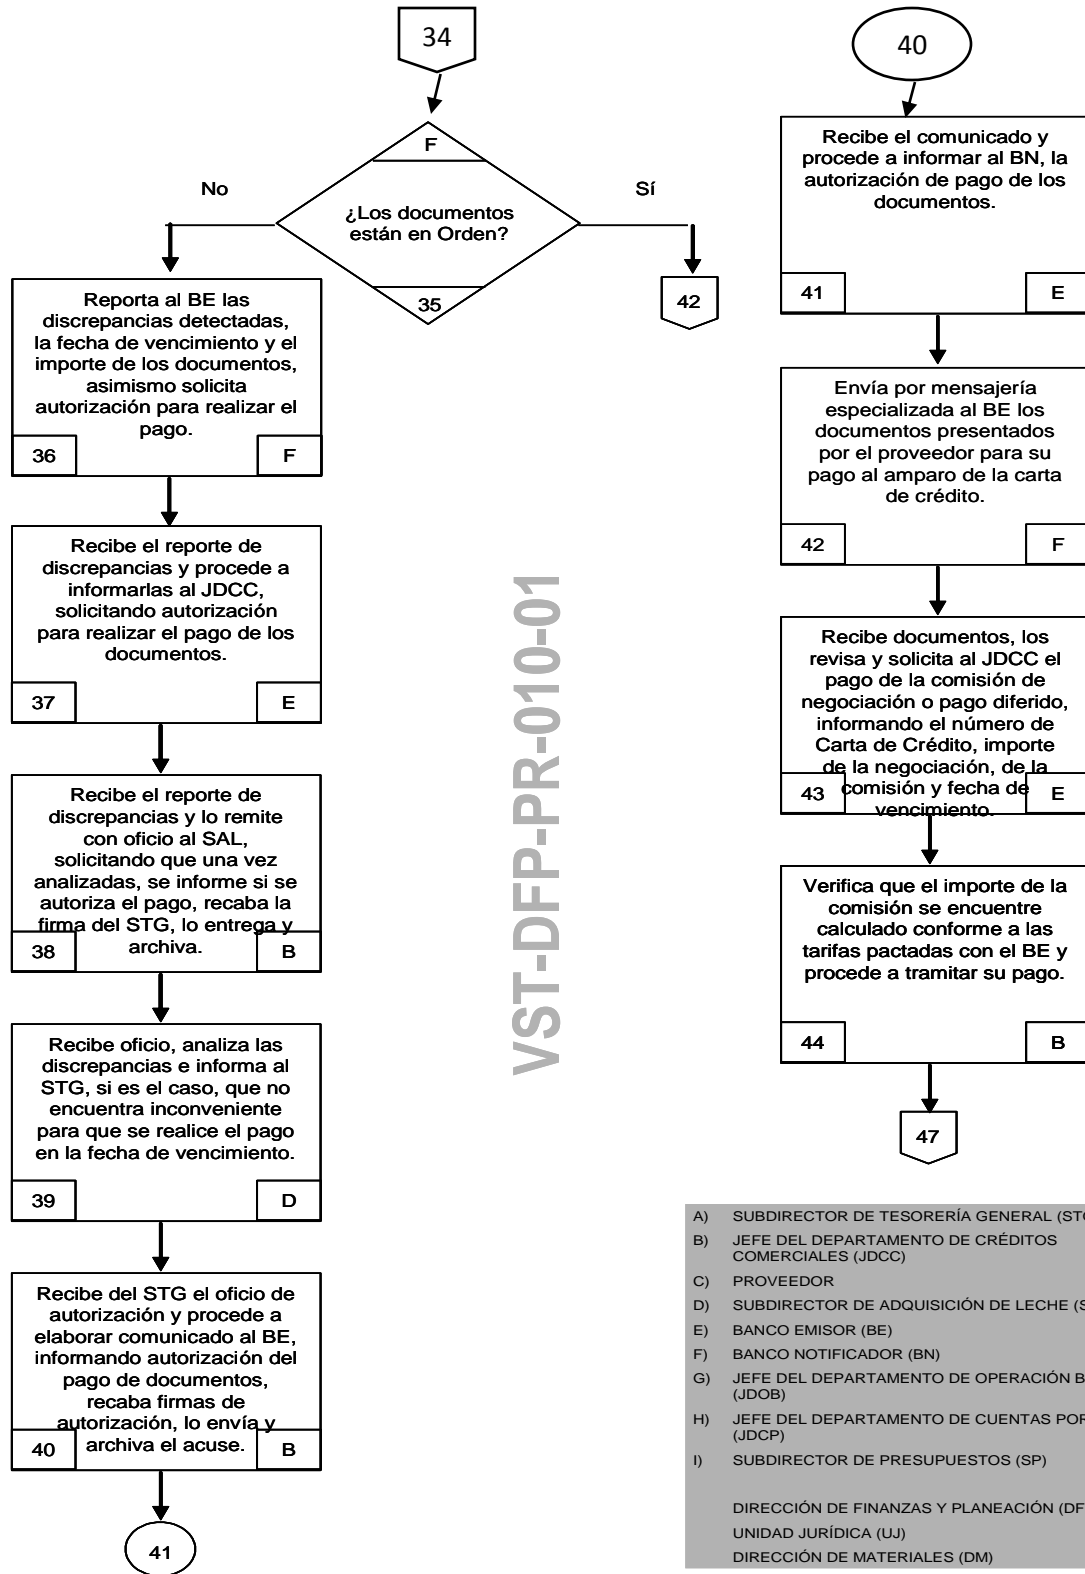 34
F
¿Los documentos
están en Orden?
35
No
Sí
42
Reporta al BE las
discrepancias detectadas,
la fecha de vencimiento y el
importe de los documentos,
asimismo solicita
autorización para realizar el
pago.
36
F
Recibe el reporte de
discrepancias y procede a
informarlas al JDCC,
solicitando autorización
para realizar el pago de los
documentos.
37
E
Recibe el reporte de
discrepancias y lo remite
con oficio al SAL,
solicitando que una vez
analizadas, se informe si se
autoriza el pago, recaba la
firma del STG, lo entrega y
archiva.
38
B
Recibe oficio, analiza las
discrepancias e informa al
STG, si es el caso, que no
encuentra inconveniente
para que se realice el pago
en la fecha de vencimiento.
39
D
Recibe del STG el oficio de
autorización y procede a
elaborar comunicado al BE,
informando autorización del
pago de documentos,
recaba firmas de
autorización, lo envía y
archiva el acuse.
40
B
41
VST-DFP-PR-010-01
40
Recibe el comunicado y
procede a informar al BN, la
autorización de pago de los
documentos.
41
E
Envía por mensajería
especializada al BE los
documentos presentados
por el proveedor para su
pago al amparo de la carta
de crédito.
42
F
Recibe documentos, los
revisa y solicita al JDCC el
pago de la comisión de
negociación o pago diferido,
informando el número de
Carta de Crédito, importe
de la negociación, de la
comisión y fecha de
vencimiento.
43
E
Verifica que el importe de la
comisión se encuentre
calculado conforme a las
tarifas pactadas con el BE y
procede a tramitar su pago.
44
B
47
A) SUBDIRECTOR DE TESORERÍA GENERAL
B) JEFE DEL DEPARTAMENTO DE CRÉDITOS
COMERCIALES (JDCC)
C) PROVEEDOR
D) SUBDIRECTOR DE ADQUISICIÓN DE LECHE
E) BANCO EMISOR (BE)
F) BANCO NOTIFICADOR (BN)
G) JEFE DEL DEPARTAMENTO DE OPERACIÓN
(JDOB)
H) JEFE DEL DEPARTAMENTO DE CUENTAS POR
(JDCP)
I) SUBDIRECTOR DE PRESUPUESTOS (SP)
DIRECCIÓN DE FINANZAS Y PLANEACIÓN
UNIDAD JURÍDICA (UJ)
DIRECCIÓN DE MATERIALES (DM)